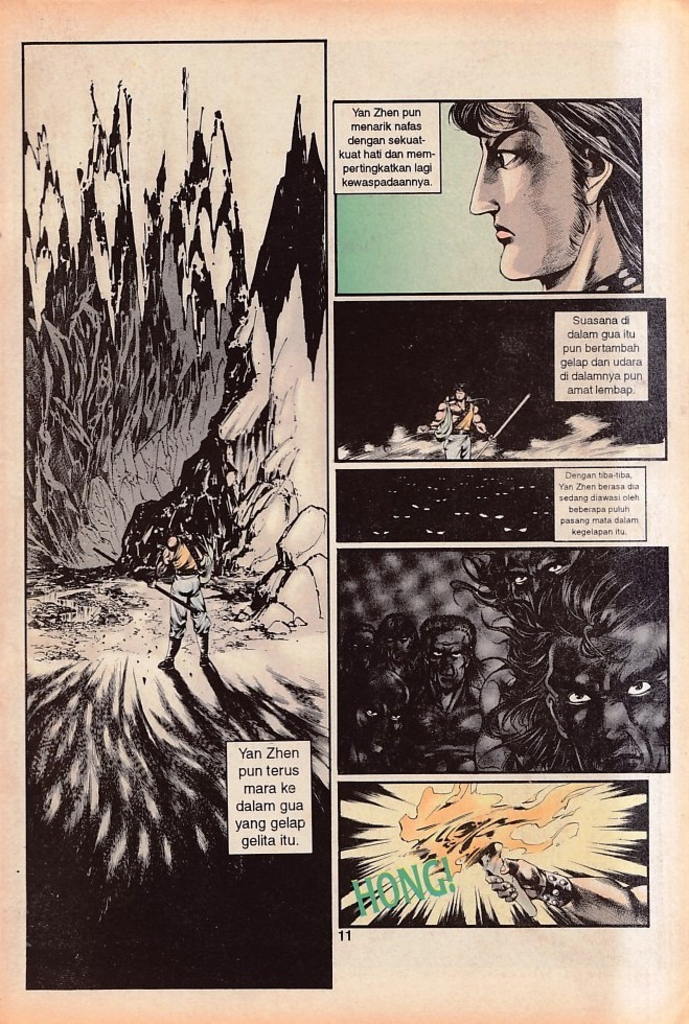 Yan Zhen
pun terus
mara ke
dalam gua
yang gelap
gelita itu.
Yan Zhen pun
menarik nafas
dengan sekuat-
kuat hati dan mem-
pertingkatkan lagi
kewaspadaannya.
Suasana di
dalam gua itu
pun bertambah
gelap dan udara
di dalamnya pun
amat lembap.
Dengan tiba-tiba,
Yan Zhen berasa dia
sedang diawasi oleh
beberapa puluh
pasang mata dalam
kegelapan itu.
HONG!
11